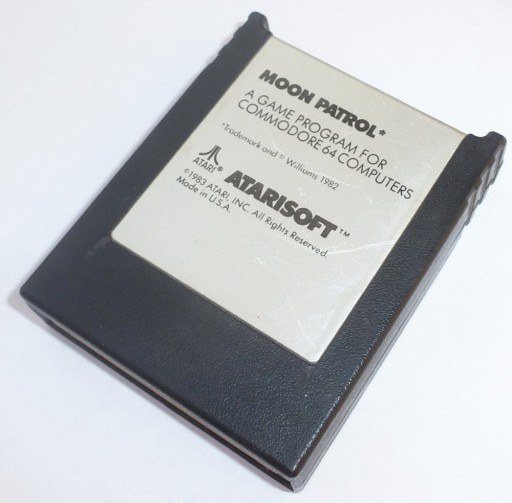 MOON PATROL*
A GAME PROGRAM FOR
COMMODORE 64 COMPUTERS
*Trademark and © Williams 1982
ATARI® ATARISOFT™
©1983 ATARI, INC. All Rights Reserved.
Made in U.S.A.